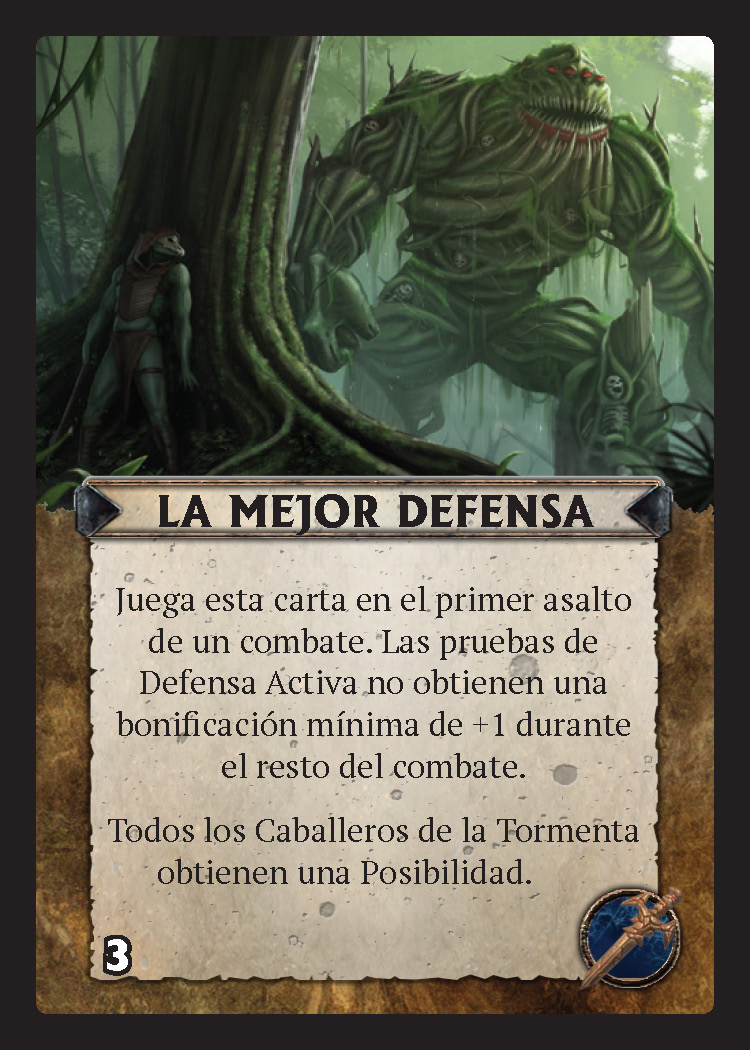 LA MEJOR DEFENSA
Juega esta carta en el primer asalto
de un combate. Las pruebas de
Defensa Activa no obtienen una
bonificación mínima de +1 durante
el resto del combate.
Todos los Caballeros de la Tormenta
obtienen una Posibilidad.
3